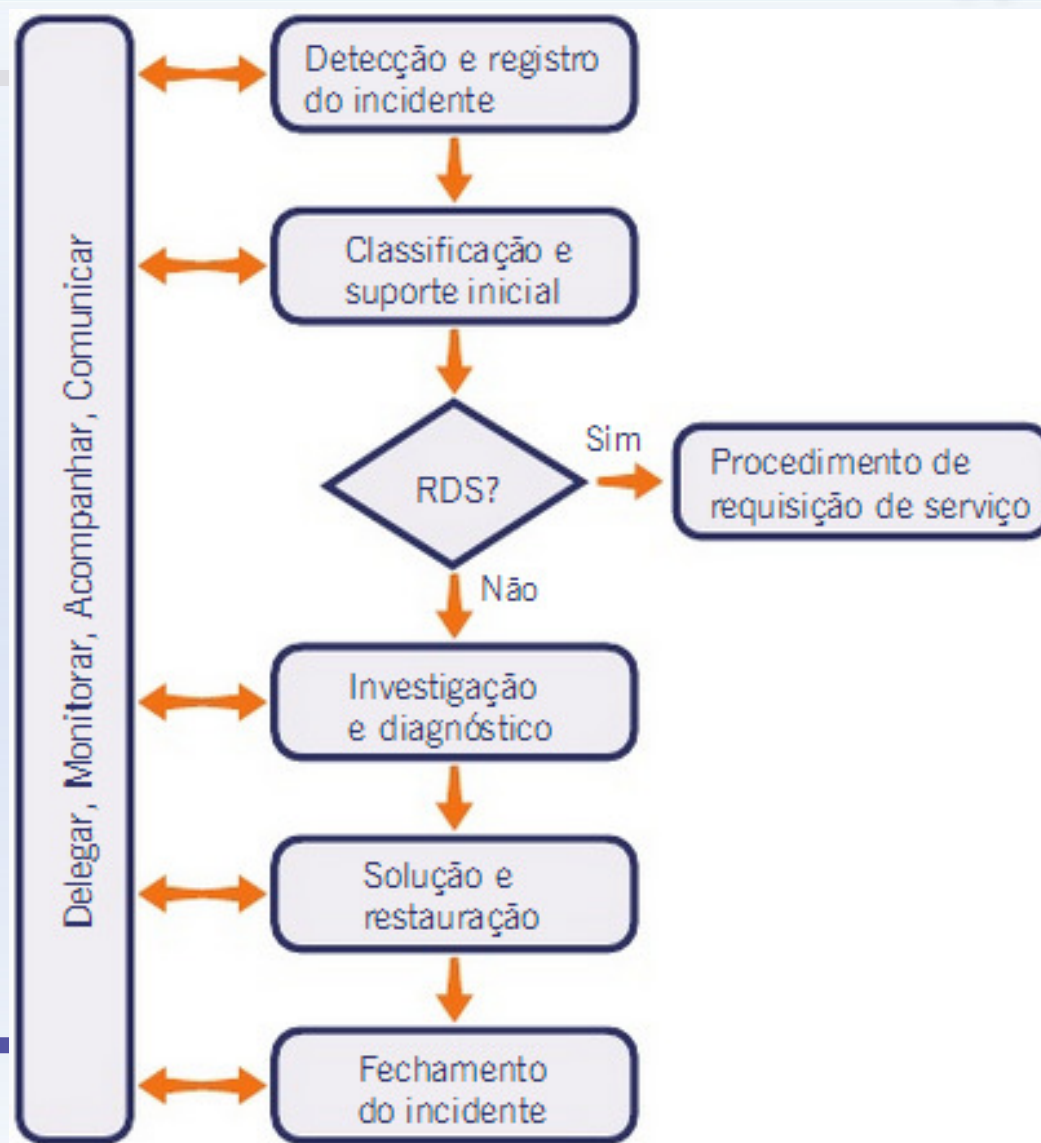 Delegar, Monitorar, Acompanhar, Comunicar
Detecção e registro
do incidente
Classificação e
suporte inicial
RDS?
Sim
Procedimento de
requisição de serviço
Não
Investigação
e diagnóstico
Solução e
restauração
Fechamento
do incidente